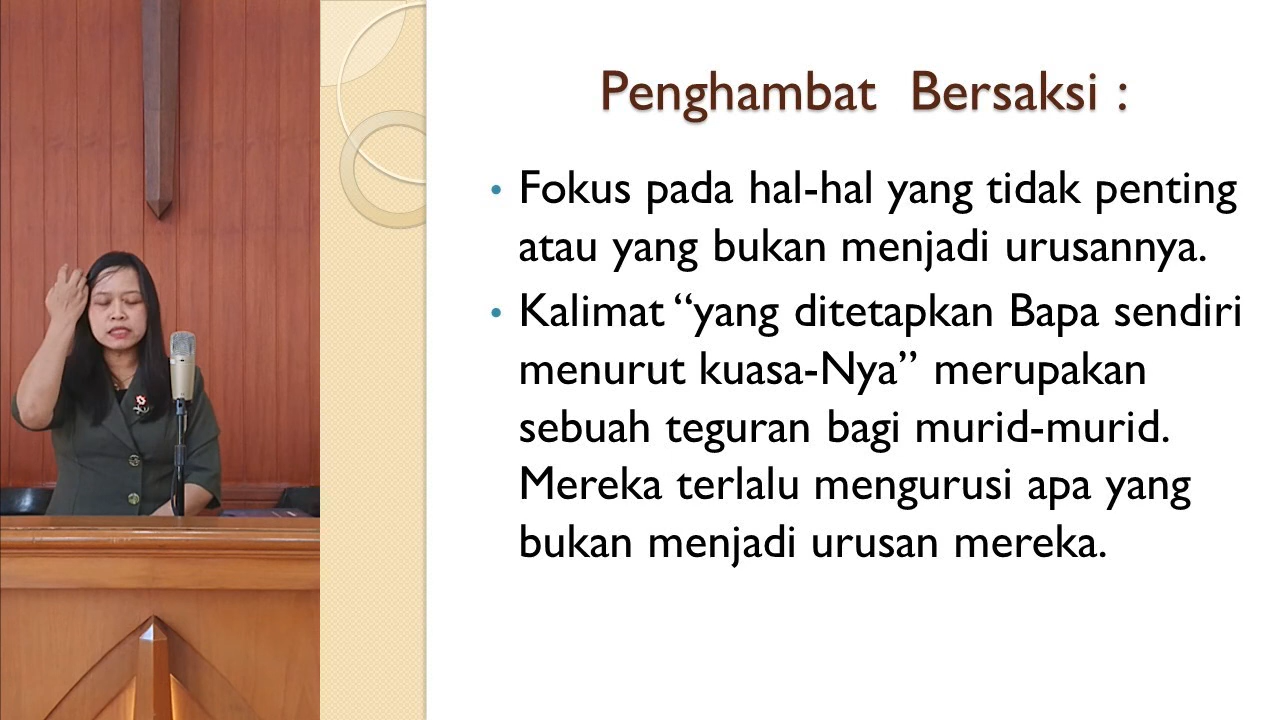 Penghambat Bersaksi :
• Fokus pada hal-hal yang tidak penting
atau yang bukan menjadi urusannya.
• Kalimat “yang ditetapkan Bapa sendiri
menurut kuasa-Nya” merupakan
sebuah teguran bagi murid-murid.
Mereka terlalu mengurusi apa yang
bukan menjadi urusan mereka.